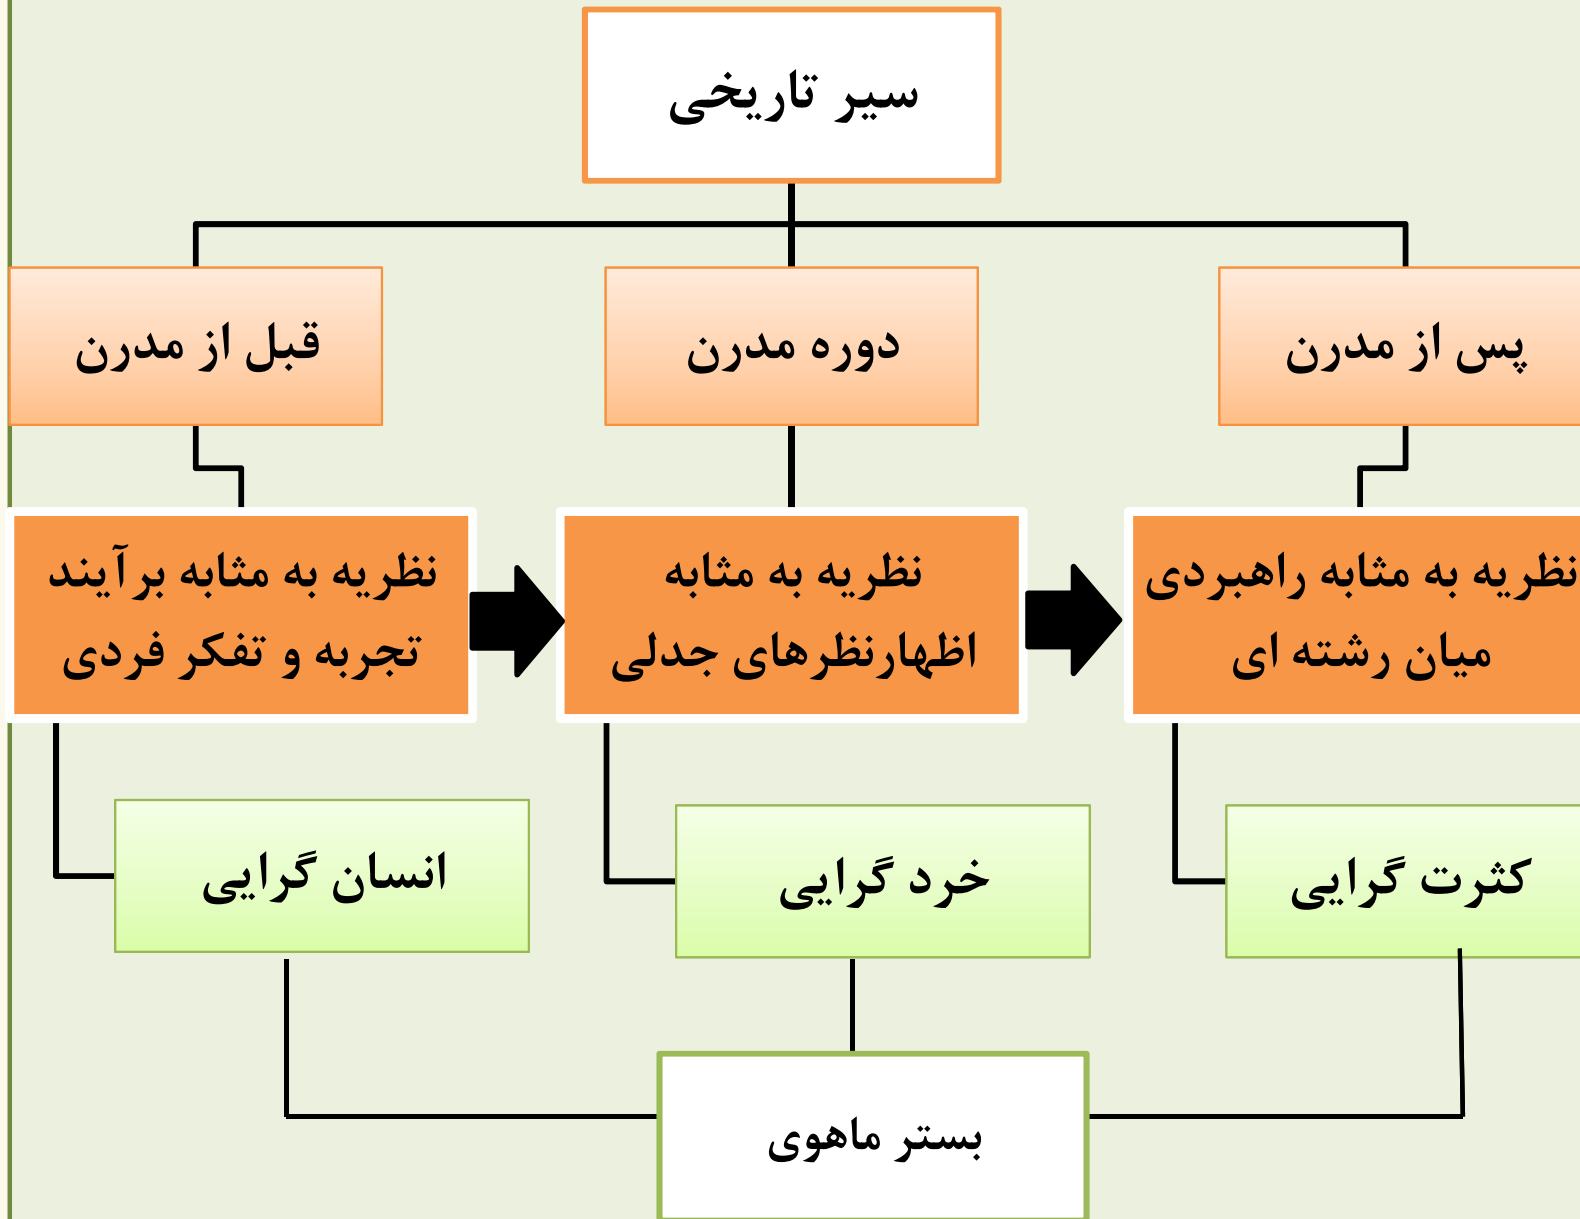 سیر تاریخی
قبل از مدرن
دوره مدرن
پس از مدرن
نظریه به مثابه برآیند
تجربه و تفکر فردی
نظریه به مثابه
اظهارنظرهای جدلی
نظریه به مثابه راهبردی
میان رشته ای
انسان گرایی
خرد گرایی
کثرت گرایی
بستر ماهوی